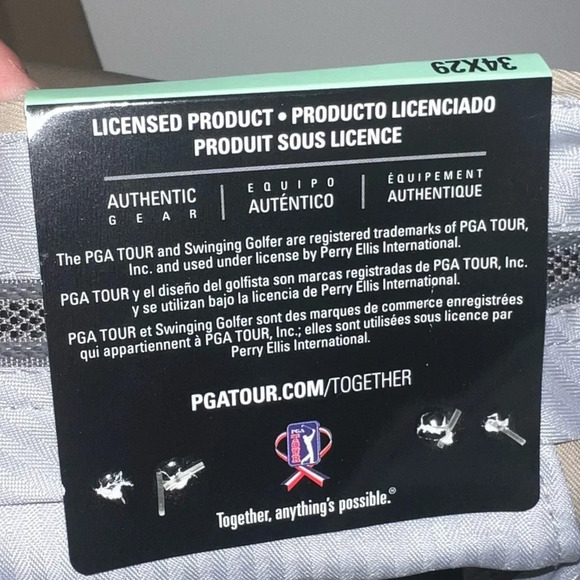 34X29
LICENSED PRODUCT • PRODUCTO LICENCIADO
PRODUIT SOUS LICENCE
AUTHENTIC GEAR | EQUIPO AUTÉNTICO | ÉQUIPEMENT AUTHENTIQUE
The PGA TOUR and Swinging Golfer are registered trademarks of PGA TOUR,
Inc. and used under license by Perry Ellis International.
PGA TOUR y el diseño del golfista son marcas registradas de PGA TOUR, Inc.
y se utilizan bajo la licencia de Perry Ellis International.
PGA TOUR et Swinging Golfer sont des marques de commerce enregistrées
qui appartiennent à PGA TOUR, Inc.; elles sont utilisées sous licence par
Perry Ellis International.
PGATOUR.COM/TOGETHER
PGA
TOUR
Together, anything's possible.®